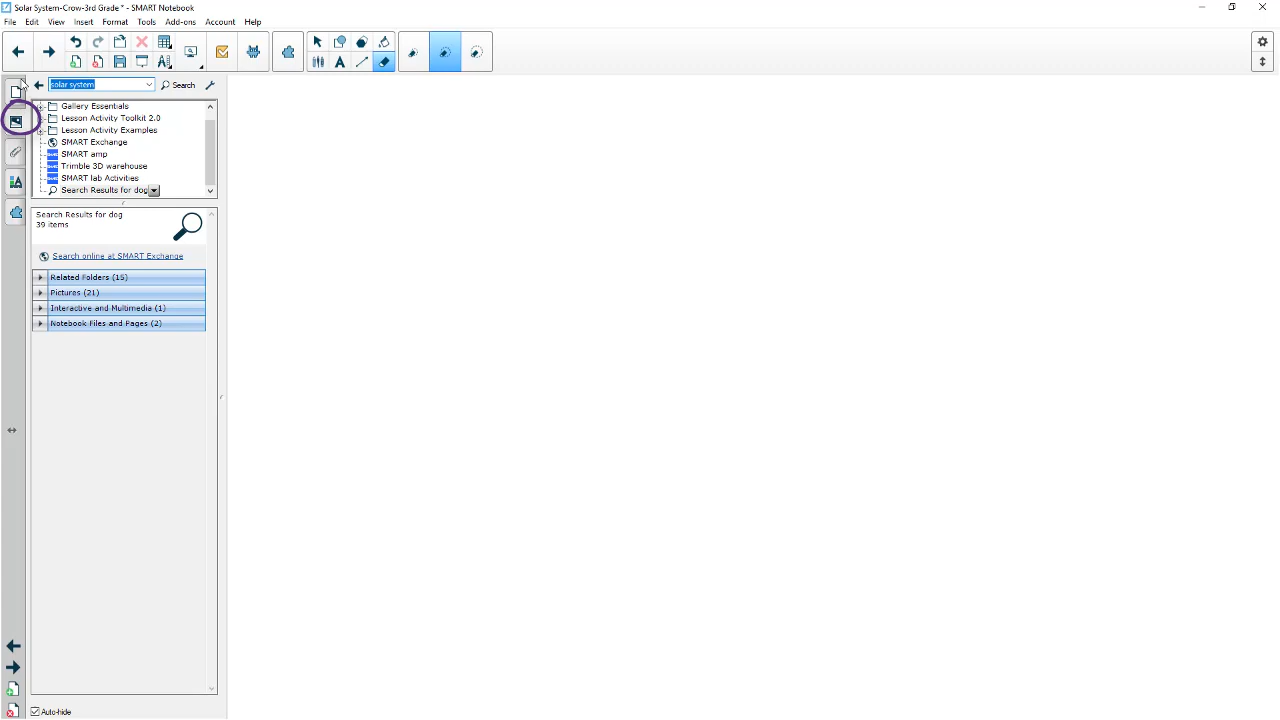 Solar System-Crow-3rd Grade * - SMART Notebook
File Edit View Insert Format Tools Add-ons Account Help
solar system
Search
Gallery Essentials
Lesson Activity Toolkit 2.0
Lesson Activity Examples
SMART Exchange
SMART amp
Trimble 3D warehouse
SMART lab Activities
Search Results for dog
Search Results for dog
39 items
Search online at SMART Exchange
Related Folders (15)
Pictures (21)
Interactive and Multimedia (1)
Notebook Files and Pages (2)
Auto-hide